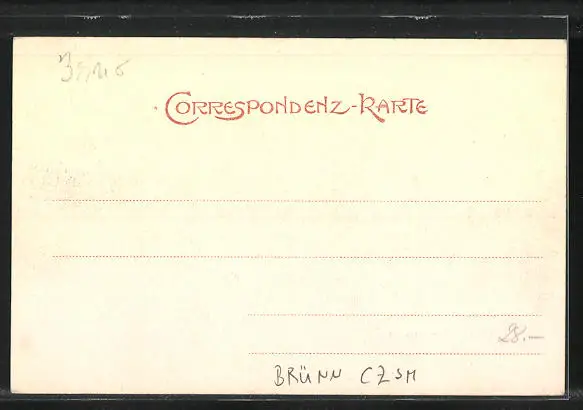 CORRESPONDENZ-KARTE
28.—
BRÜNN CZSM